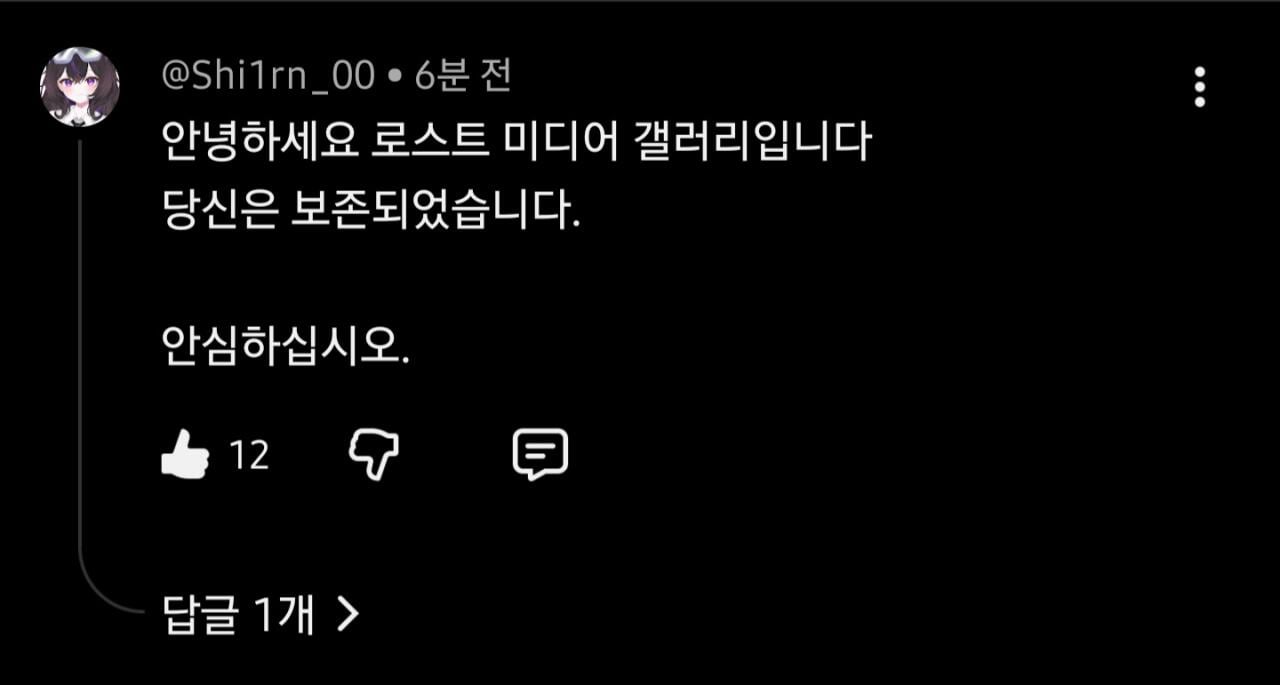 @Shi1rn_00 • 6분 전
안녕하세요 로스트 미디어 갤러리입니다
당신은 보존되었습니다.
안심하십시오.
12
답글 1개 >